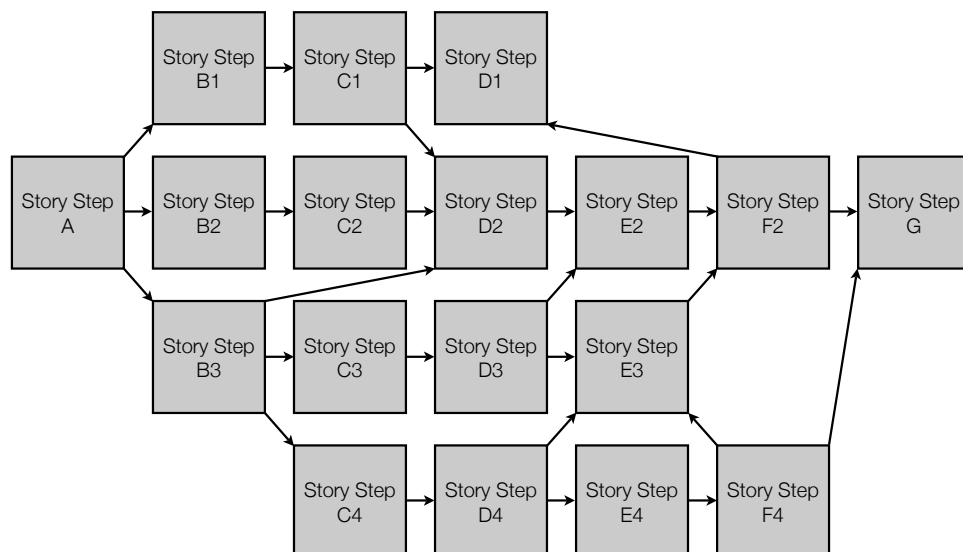 Story Step
B1
Story Step
C1
Story Step
D1
Story Step
A
Story Step
B2
Story Step
C2
Story Step
D2
Story Step
E2
Story Step
F2
Story Step
G
Story Step
B3
Story Step
C3
Story Step
D3
Story Step
E3
Story Step
C4
Story Step
D4
Story Step
E4
Story Step
F4